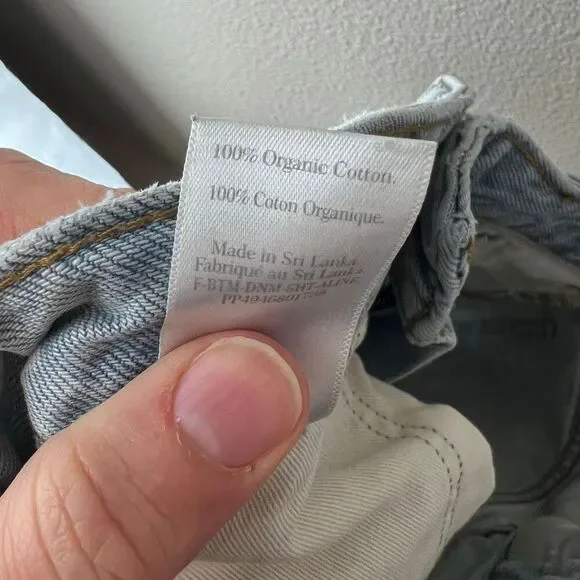 100% Organic Cotton.
100% Coton Organique.
Made in Sri Lanka.
Fabriqué au Sri Lanka.
F-BTM-DNM-SHT-ALINE